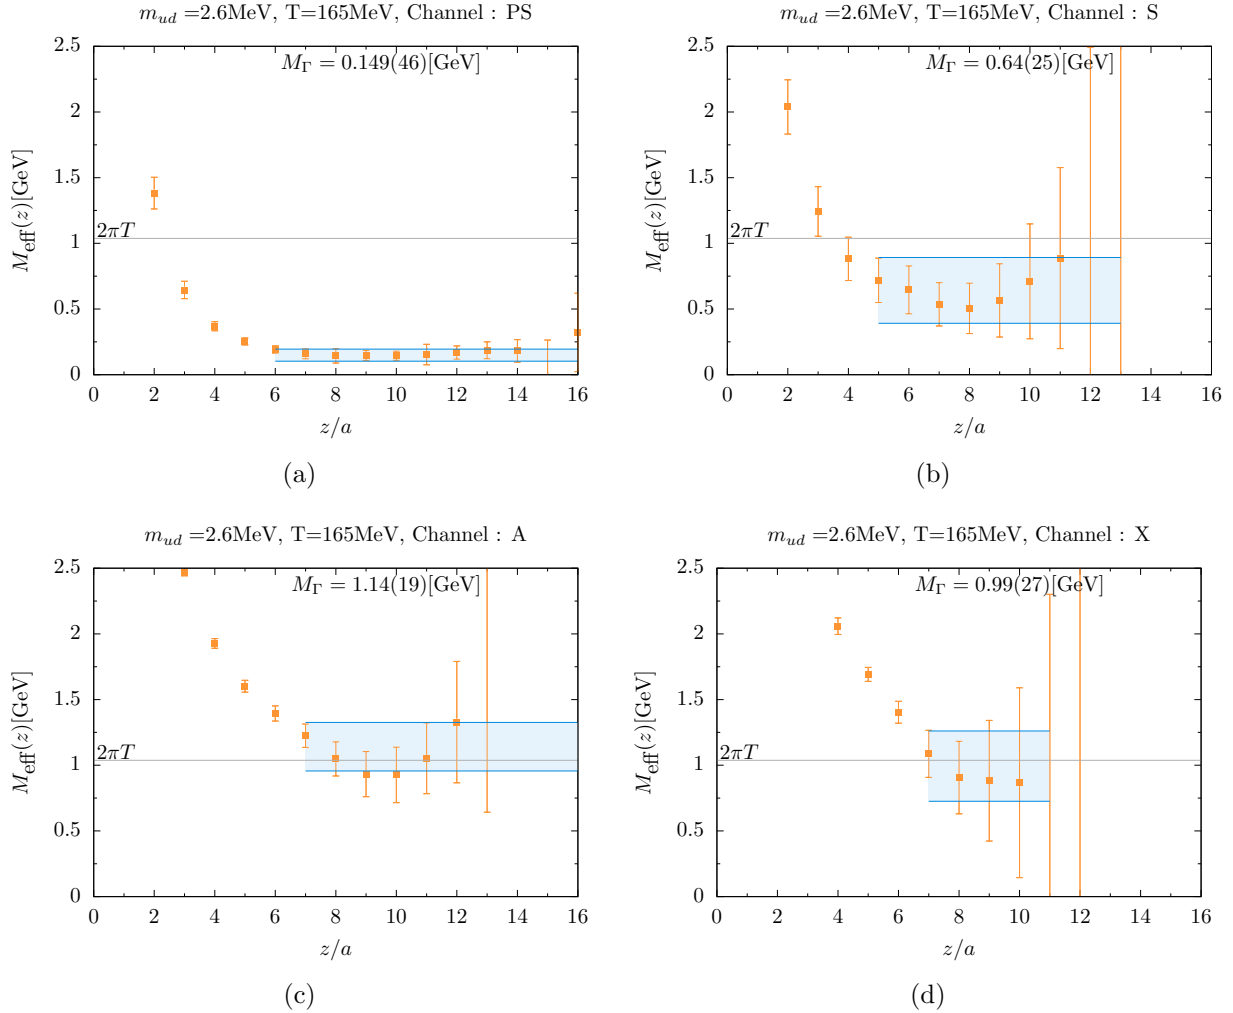 m_ud =2.6MeV, T=165MeV, Channel : PS
M_Γ = 0.149(46)[GeV]
M_eff(z)[GeV]
2.5
2
1.5
2πT
1
0.5
0
0 2 4 6 8 10 12 14 16
z/a
(a)
m_ud =2.6MeV, T=165MeV, Channel : S
M_Γ = 0.64(25)[GeV]
M_eff(z)[GeV]
2.5
2
1.5
2πT
1
0.5
0
0 2 4 6 8 10 12 14 16
z/a
(b)
m_ud =2.6MeV, T=165MeV, Channel : A
M_Γ = 1.14(19)[GeV]
M_eff(z)[GeV]
2.5
2
1.5
2πT
1
0.5
0
0 2 4 6 8 10 12 14 16
z/a
(c)
m_ud =2.6MeV, T=165MeV, Channel : X
M_Γ = 0.99(27)[GeV]
M_eff(z)[GeV]
2.5
2
1.5
2πT
1
0.5
0
0 2 4 6 8 10 12 14 16
z/a
(d)